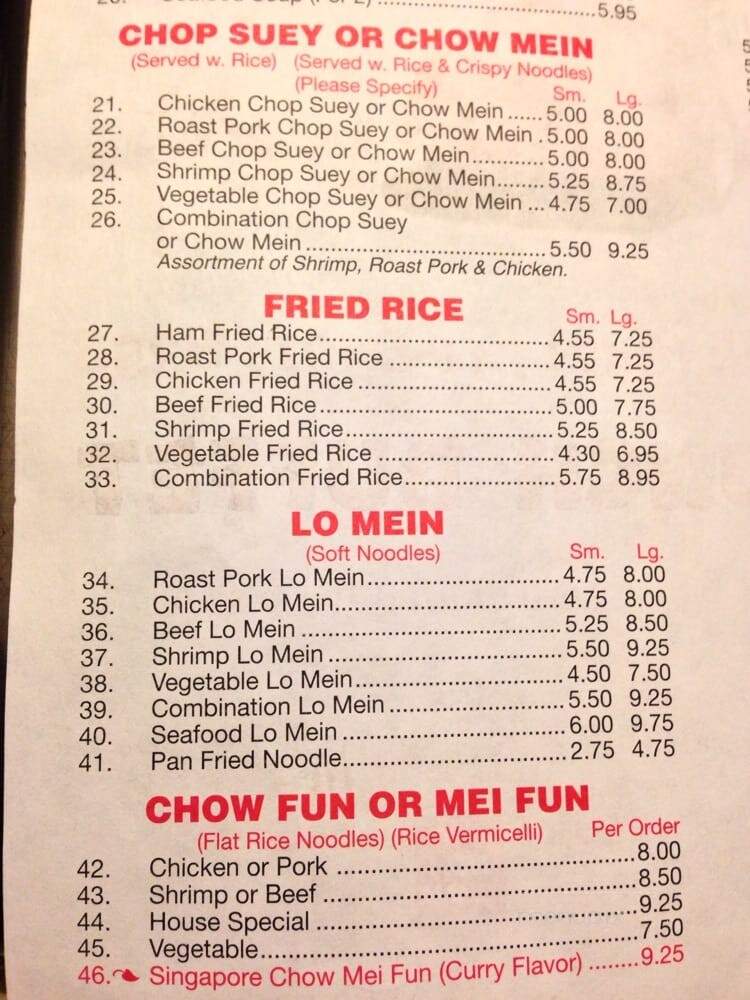 5.95
CHOP SUEY OR CHOW MEIN
(Served w. Rice) (Served w. Rice & Crispy Noodles)
(Please Specify) Sm. Lg.
21. Chicken Chop Suey or Chow Mein ......5.00 8.00
22. Roast Pork Chop Suey or Chow Mein .5.00 8.00
23. Beef Chop Suey or Chow Mein............5.00 8.00
24. Shrimp Chop Suey or Chow Mein........5.25 8.75
25. Vegetable Chop Suey or Chow Mein ...4.75 7.00
26. Combination Chop Suey
or Chow Mein ......................................5.50 9.25
Assortment of Shrimp, Roast Pork & Chicken.
FRIED RICE Sm. Lg.
27. Ham Fried Rice.....................................4.55 7.25
28. Roast Pork Fried Rice ..........................4.55 7.25
29. Chicken Fried Rice ...............................4.55 7.25
30. Beef Fried Rice.....................................5.00 7.75
31. Shrimp Fried Rice.................................5.25 8.50
32. Vegetable Fried Rice ............................4.30 6.95
33. Combination Fried Rice........................5.75 8.95
LO MEIN
(Soft Noodles) Sm. Lg.
34. Roast Pork Lo Mein..............................4.75 8.00
35. Chicken Lo Mein...................................4.75 8.00
36. Beef Lo Mein ........................................5.25 8.50
37. Shrimp Lo Mein ....................................5.50 9.25
38. Vegetable Lo Mein................................4.50 7.50
39. Combination Lo Mein ...........................5.50 9.25
40. Seafood Lo Mein ..................................6.00 9.75
41. Pan Fried Noodle..................................2.75 4.75
CHOW FUN OR MEI FUN
(Flat Rice Noodles) (Rice Vermicelli) Per Order
42. Chicken or Pork .............................................8.00
43. Shrimp or Beef ...............................................8.50
44. House Special ................................................9.25
45. Vegetable........................................................7.50
46. Singapore Chow Mei Fun (Curry Flavor) ........9.25